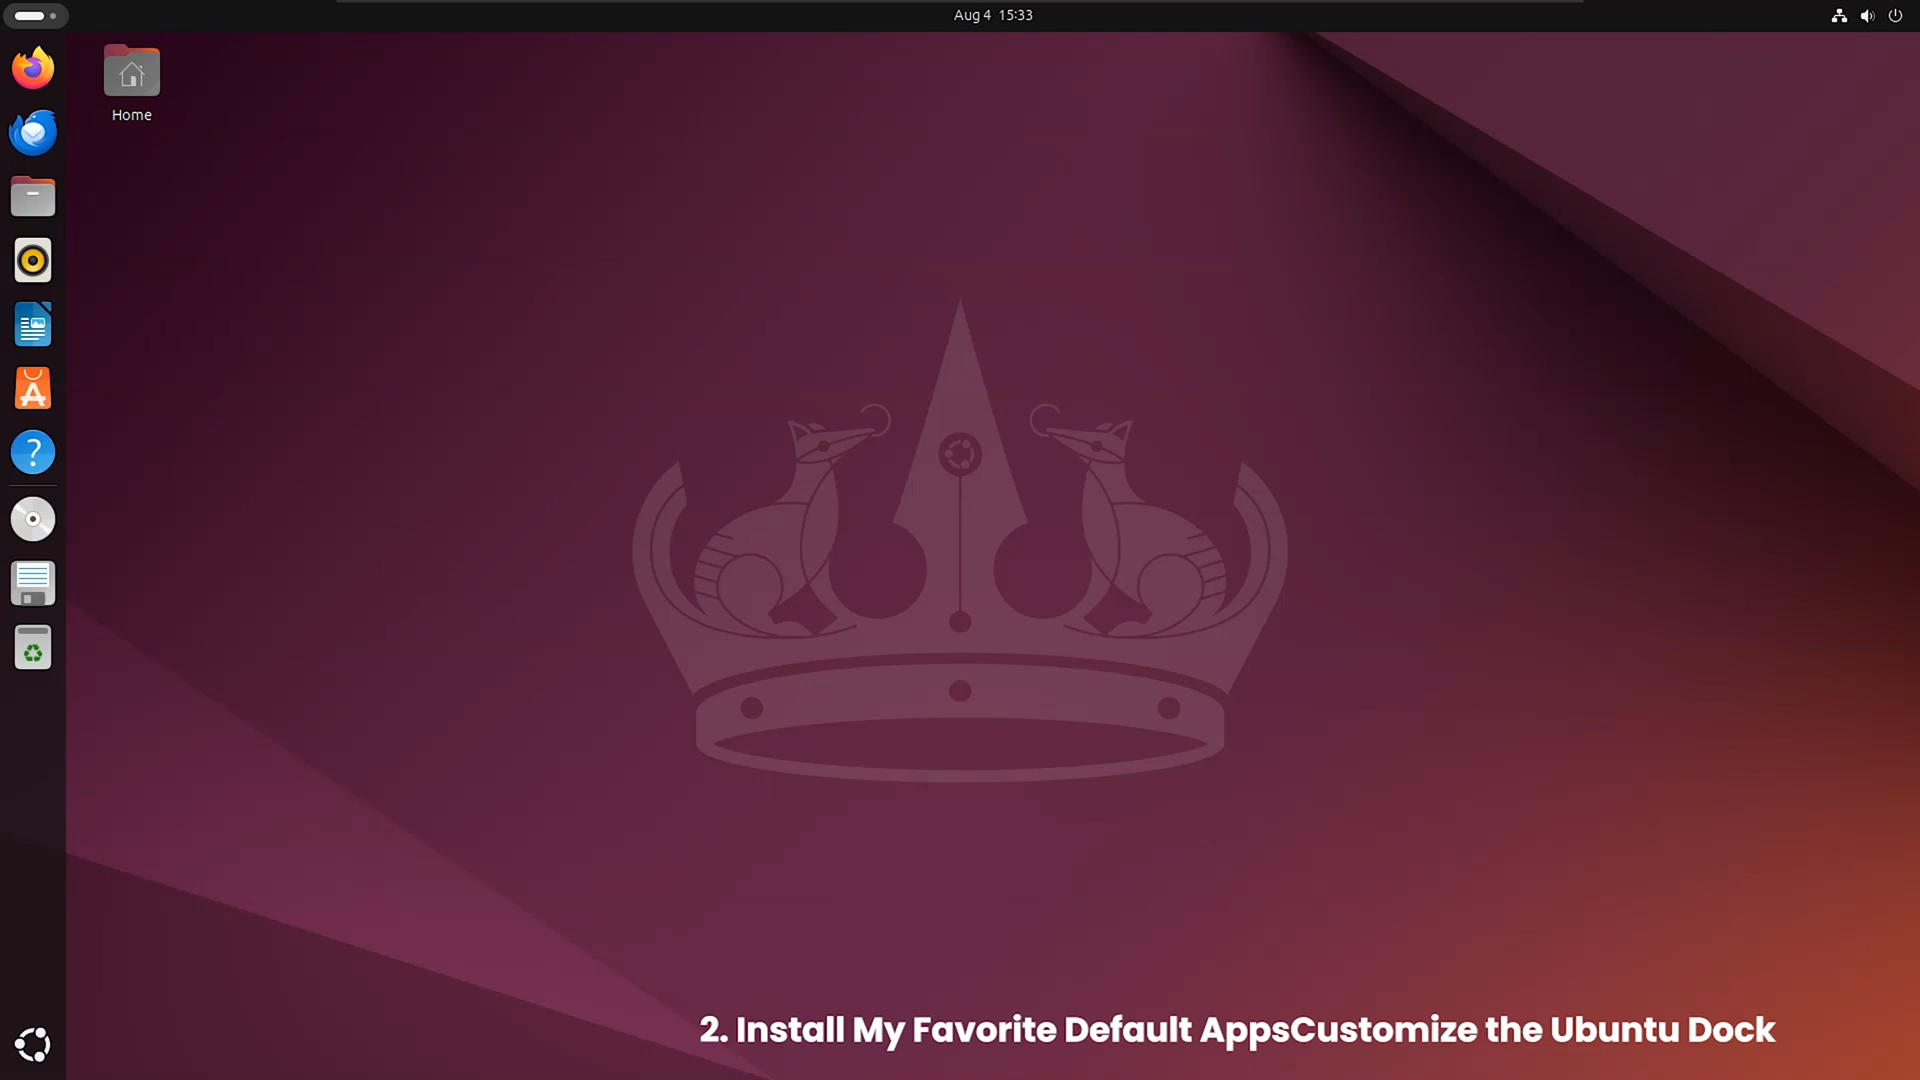 Aug 4 15:33
Home
2. Install My Favorite Default AppsCustomize the Ubuntu Dock